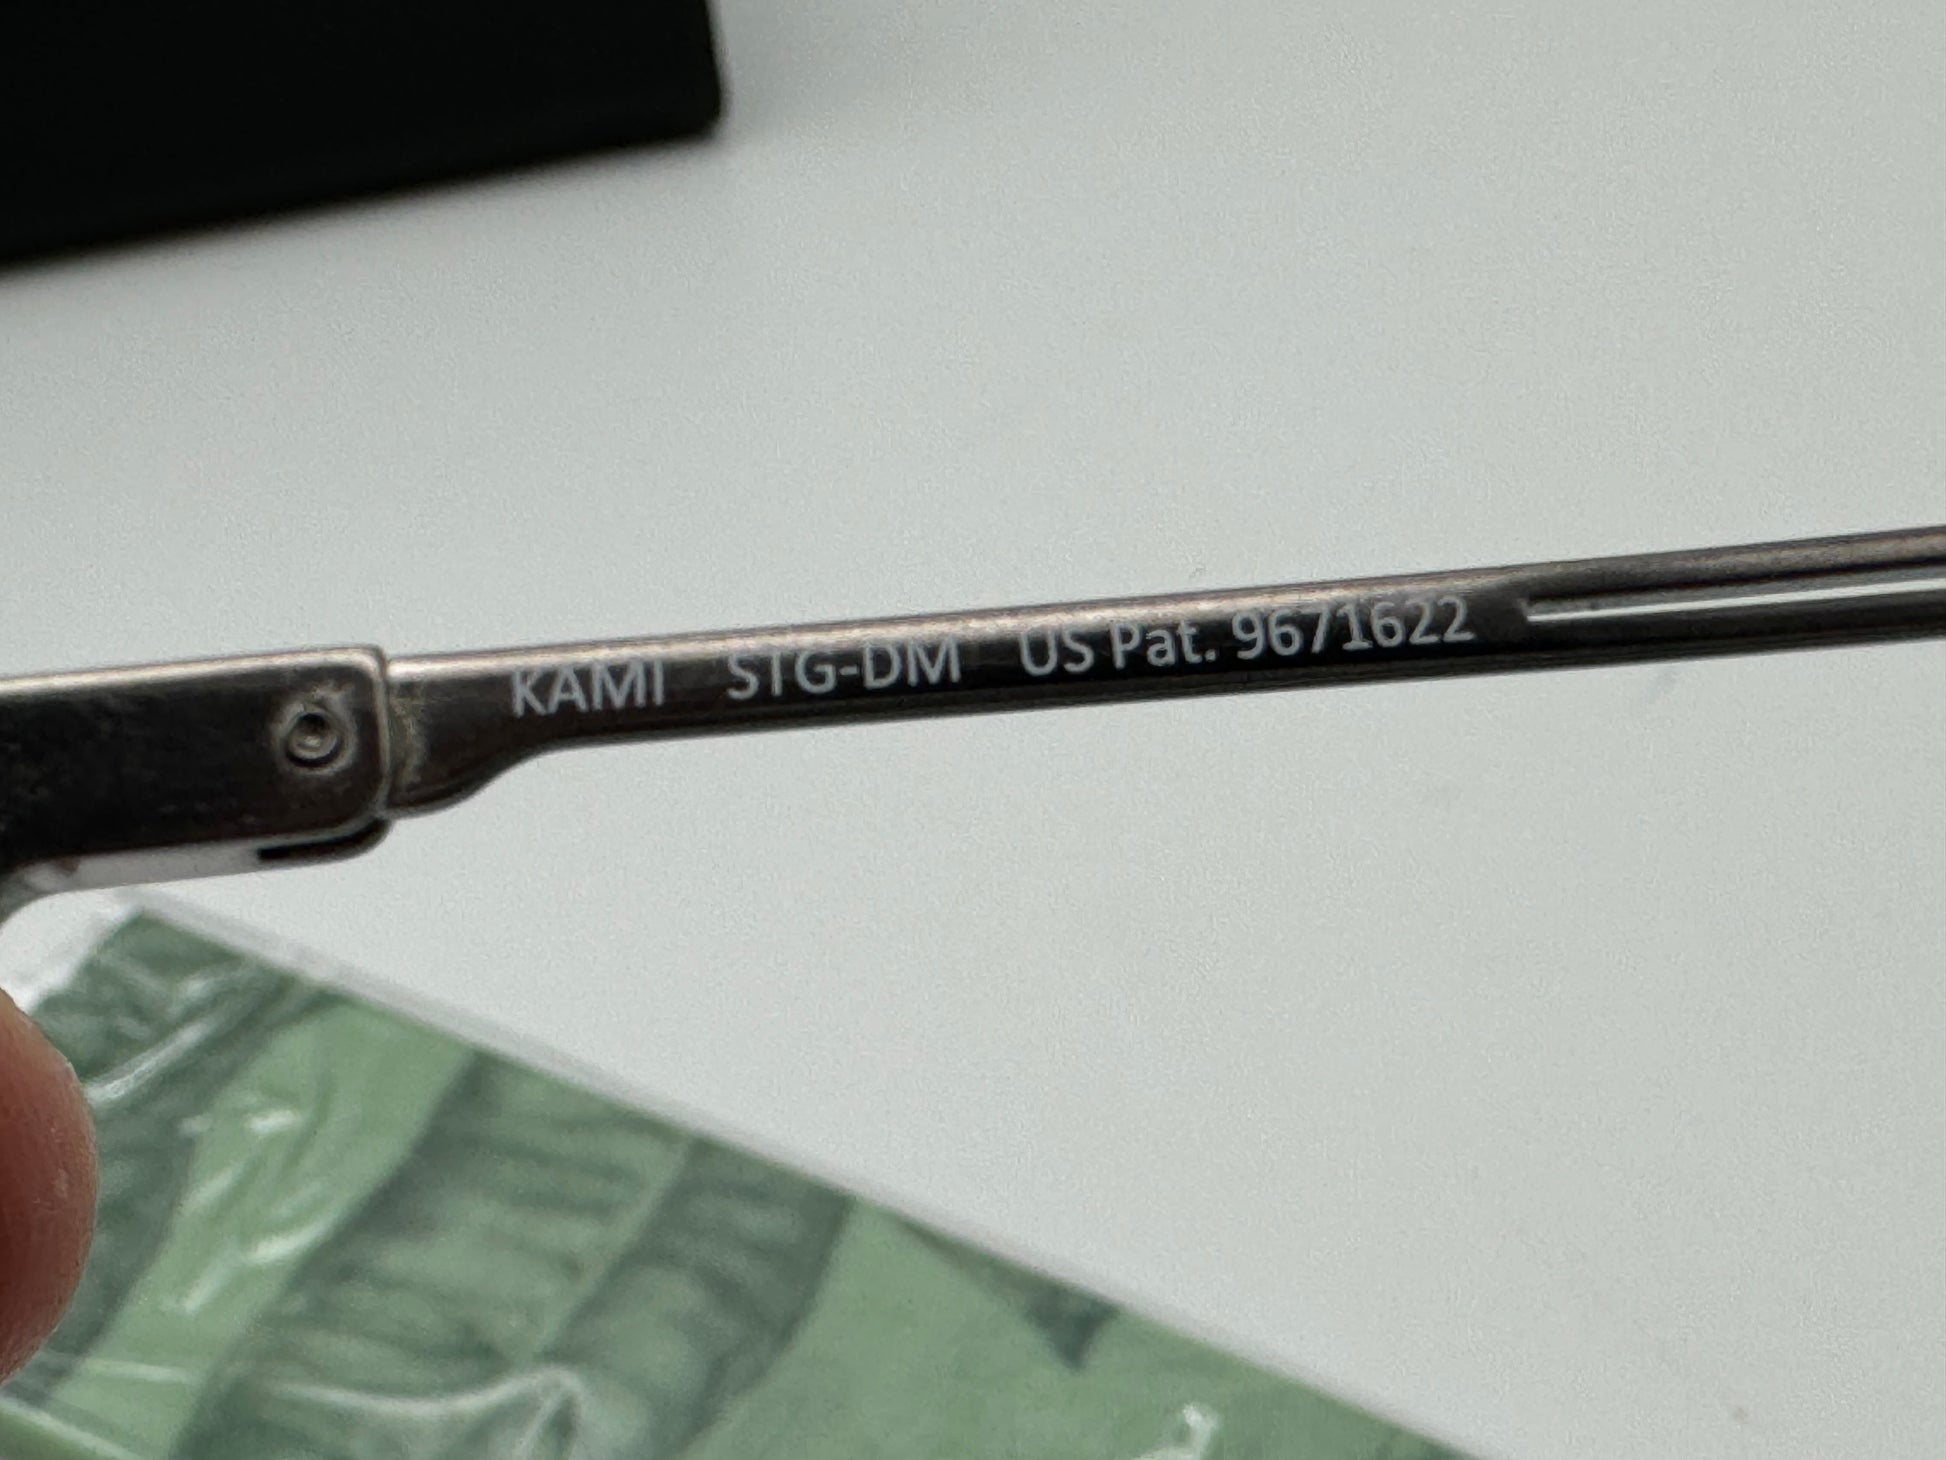 KAMI STG-DM US Pat. 9671622